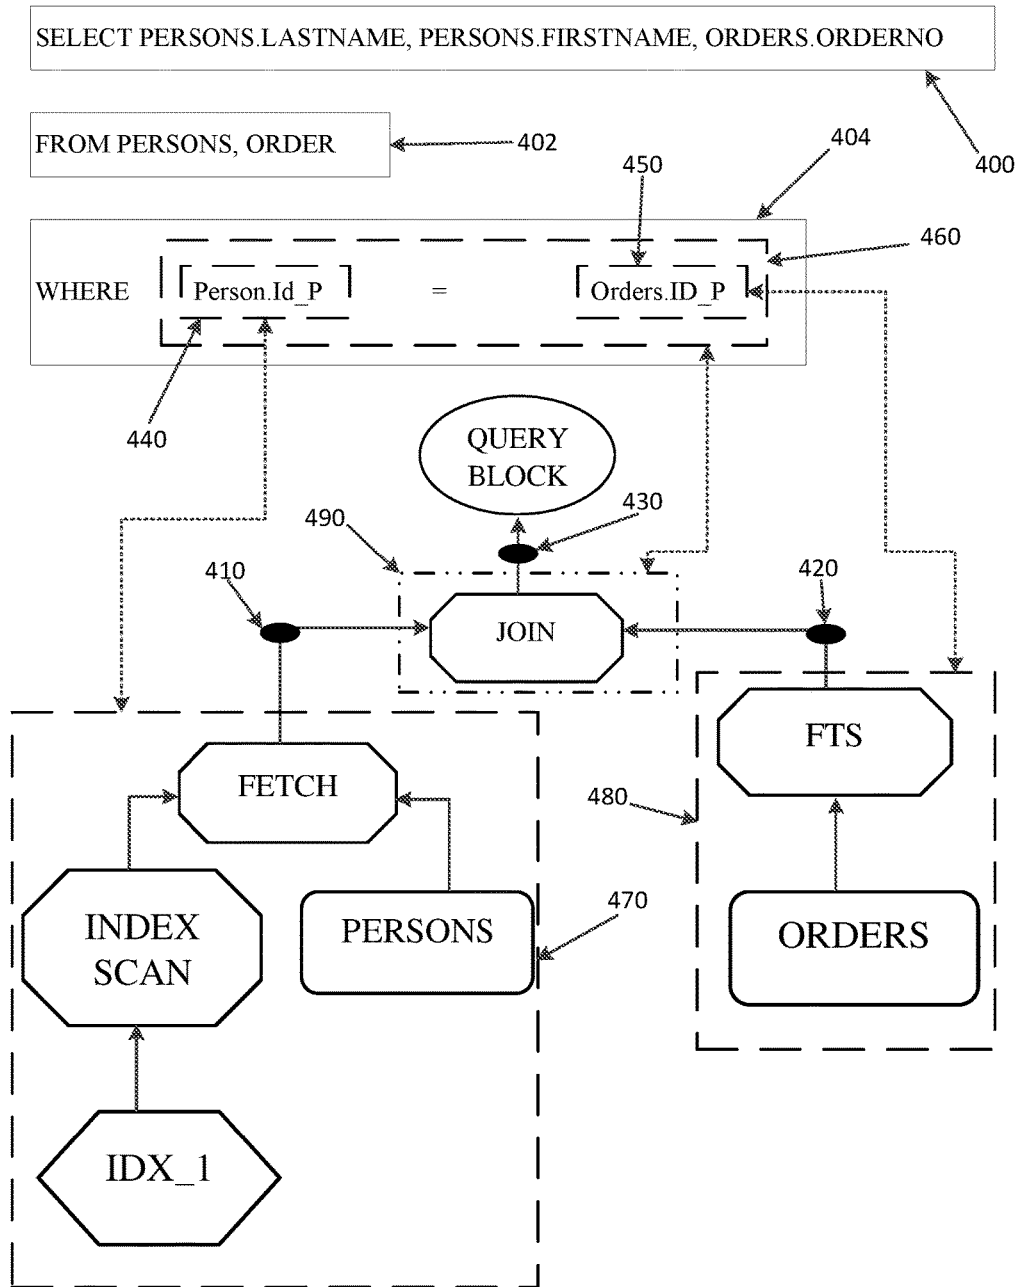 SELECT PERSONS.LASTNAME, PERSONS.FIRSTNAME, ORDERS.ORDERNO
400
FROM PERSONS, ORDER
402
404
450
460
WHERE Person.Id_P = Orders.ID_P
440
QUERY
BLOCK
490
430
410
420
JOIN
FETCH
FTS
480
INDEX
SCAN
PERSONS
470
ORDERS
IDX_1